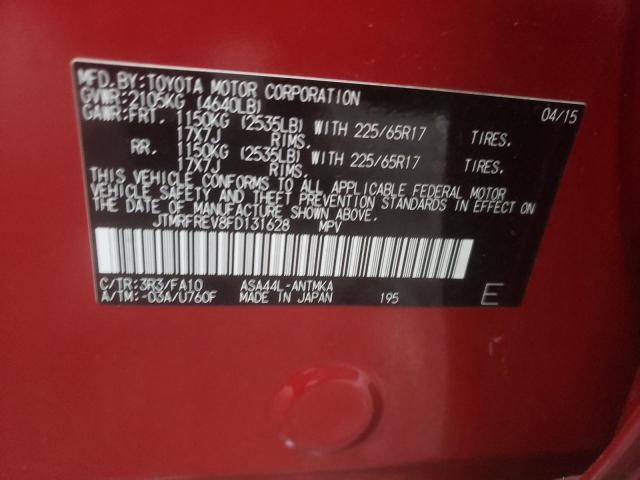 MFD.BY:TOYOTA MOTOR CORPORATION 04/15
GVWR:2105KG (4640LB)
GAWR:FRT. 1150KG (2535LB) WITH 225/65R17 TIRES.
17X7J RIMS.
RR. 1150KG (2535LB) WITH 225/65R17 TIRES.
17X7J RIMS.
THIS VEHICLE CONFORMS TO ALL APPLICABLE FEDERAL MOTOR
VEHICLE SAFETY AND THEFT PREVENTION STANDARDS IN EFFECT ON
THE DATE OF MANUFACTURE SHOWN ABOVE.
JTMRFREV8FD131628 MPV
C/TR:3R3/FA10 ASA44L-ANTMKA
A/TM:-03A/U760F MADE IN JAPAN 195 E